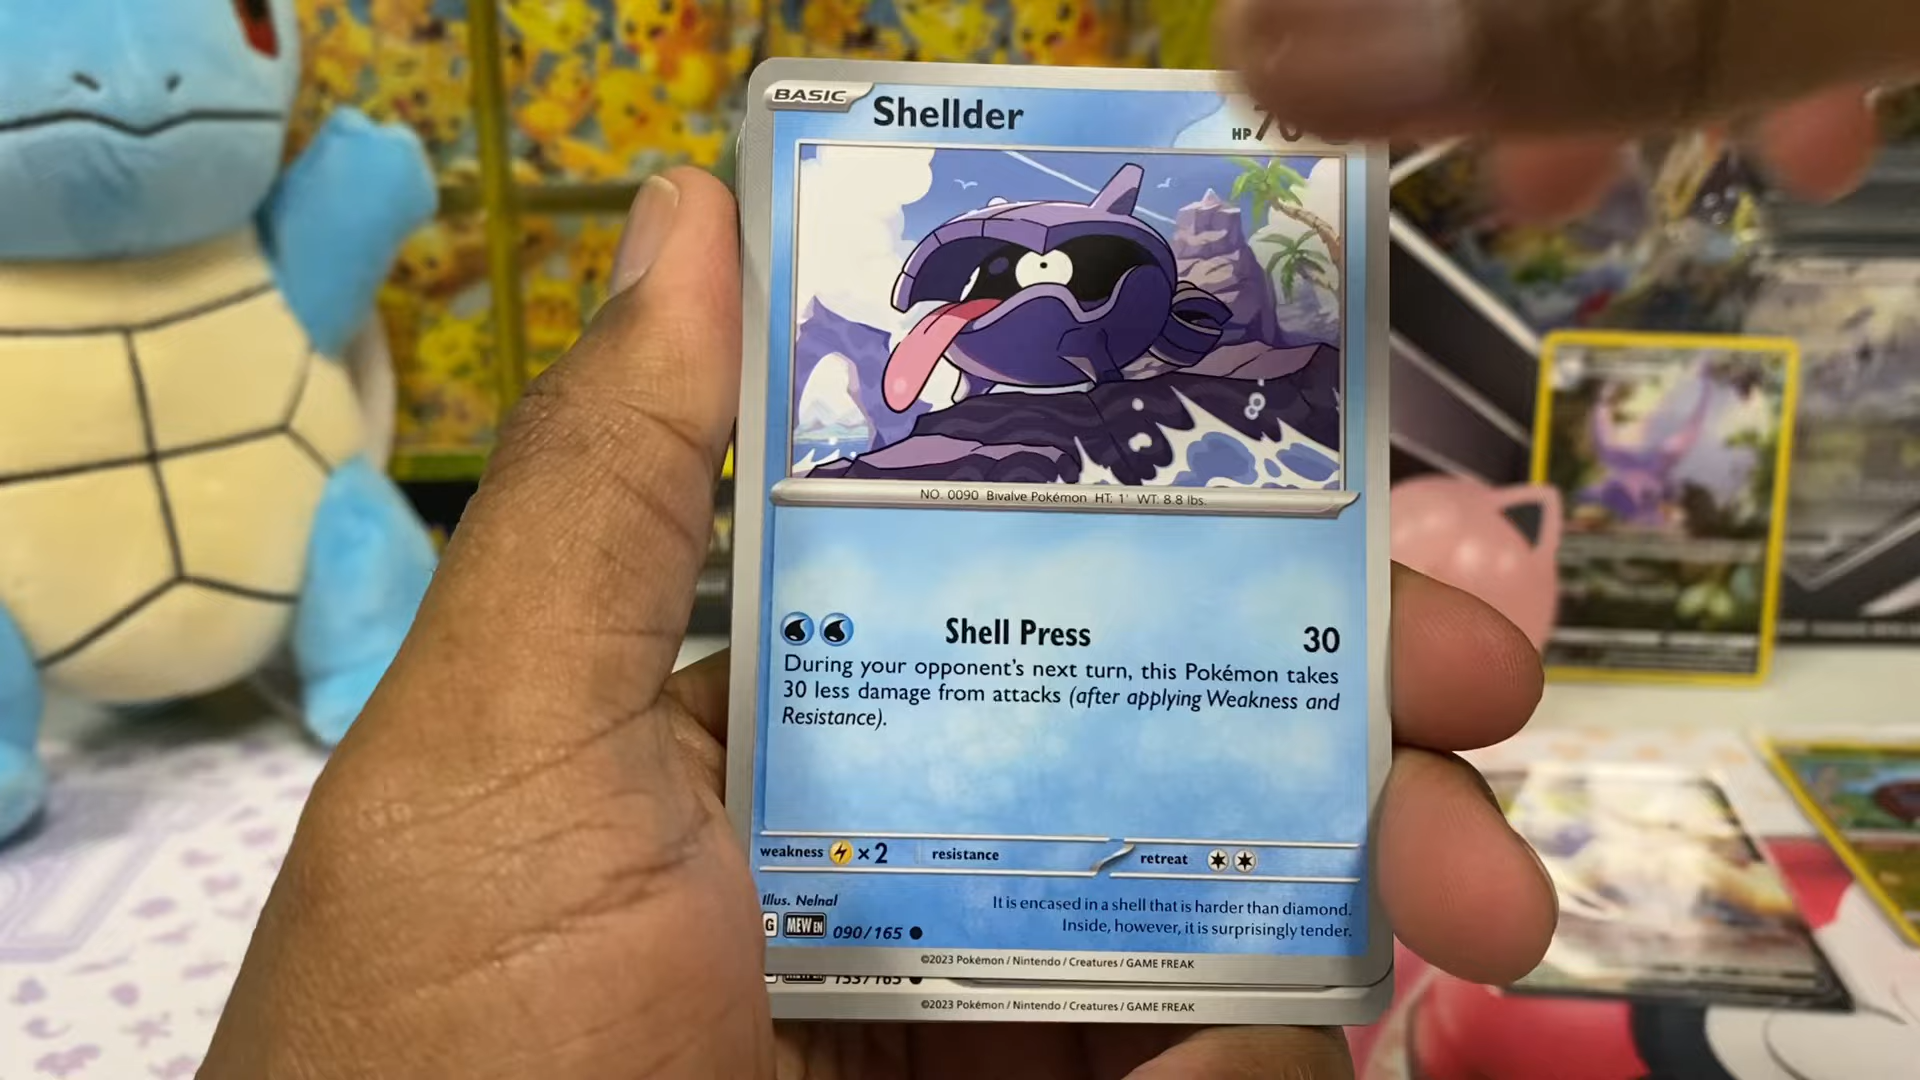 BASIC
Shellder
HP 70
NO. 0090 Bivalve Pokémon HT: 1' WT: 8.8 lbs.
Shell Press
30
During your opponent's next turn, this Pokémon takes
30 less damage from attacks (after applying Weakness and
Resistance).
weakness ×2
resistance
retreat
Illus. Nelnal
It is encased in a shell that is harder than diamond.
Inside, however, it is surprisingly tender.
G MEW EN 090/165
©2023 Pokémon / Nintendo / Creatures / GAME FREAK
©2023 Pokémon / Nintendo / Creatures / GAME FREAK